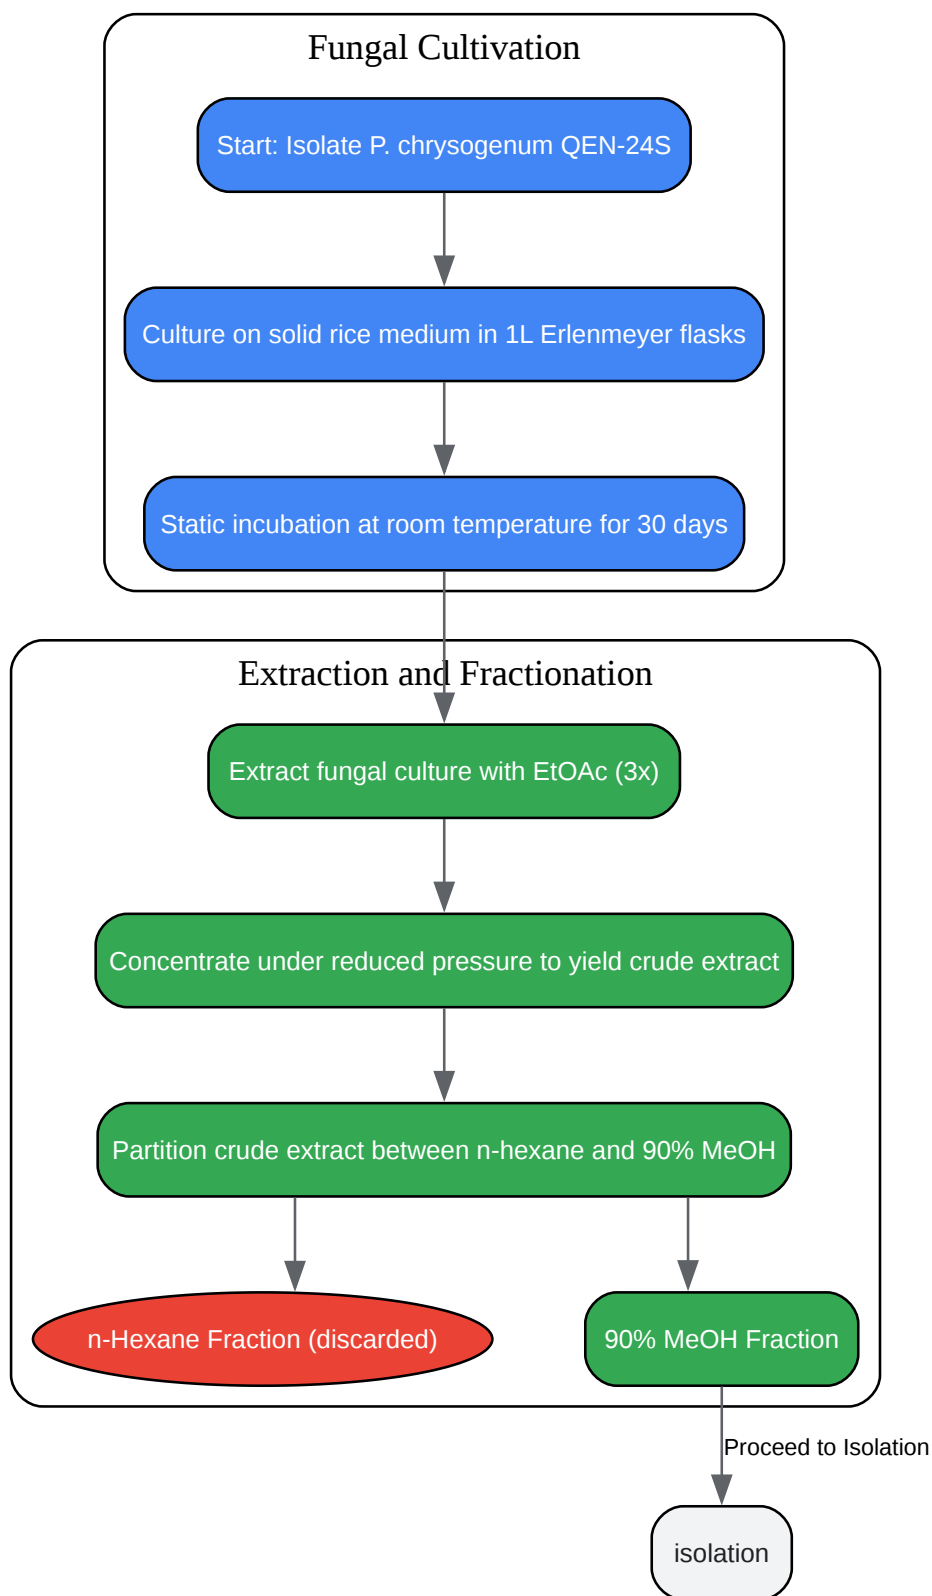 Fungal Cultivation
Start: Isolate P. chrysogenum QEN-24S
Culture on solid rice medium in 1L Erlenmeyer flasks
Static incubation at room temperature for 30 days
Extraction and Fractionation
Extract fungal culture with EtOAc (3x)
Concentrate under reduced pressure to yield crude extract
Partition crude extract between n-hexane and 90% MeOH
n-Hexane Fraction (discarded)
90% MeOH Fraction
Proceed to Isolation
isolation